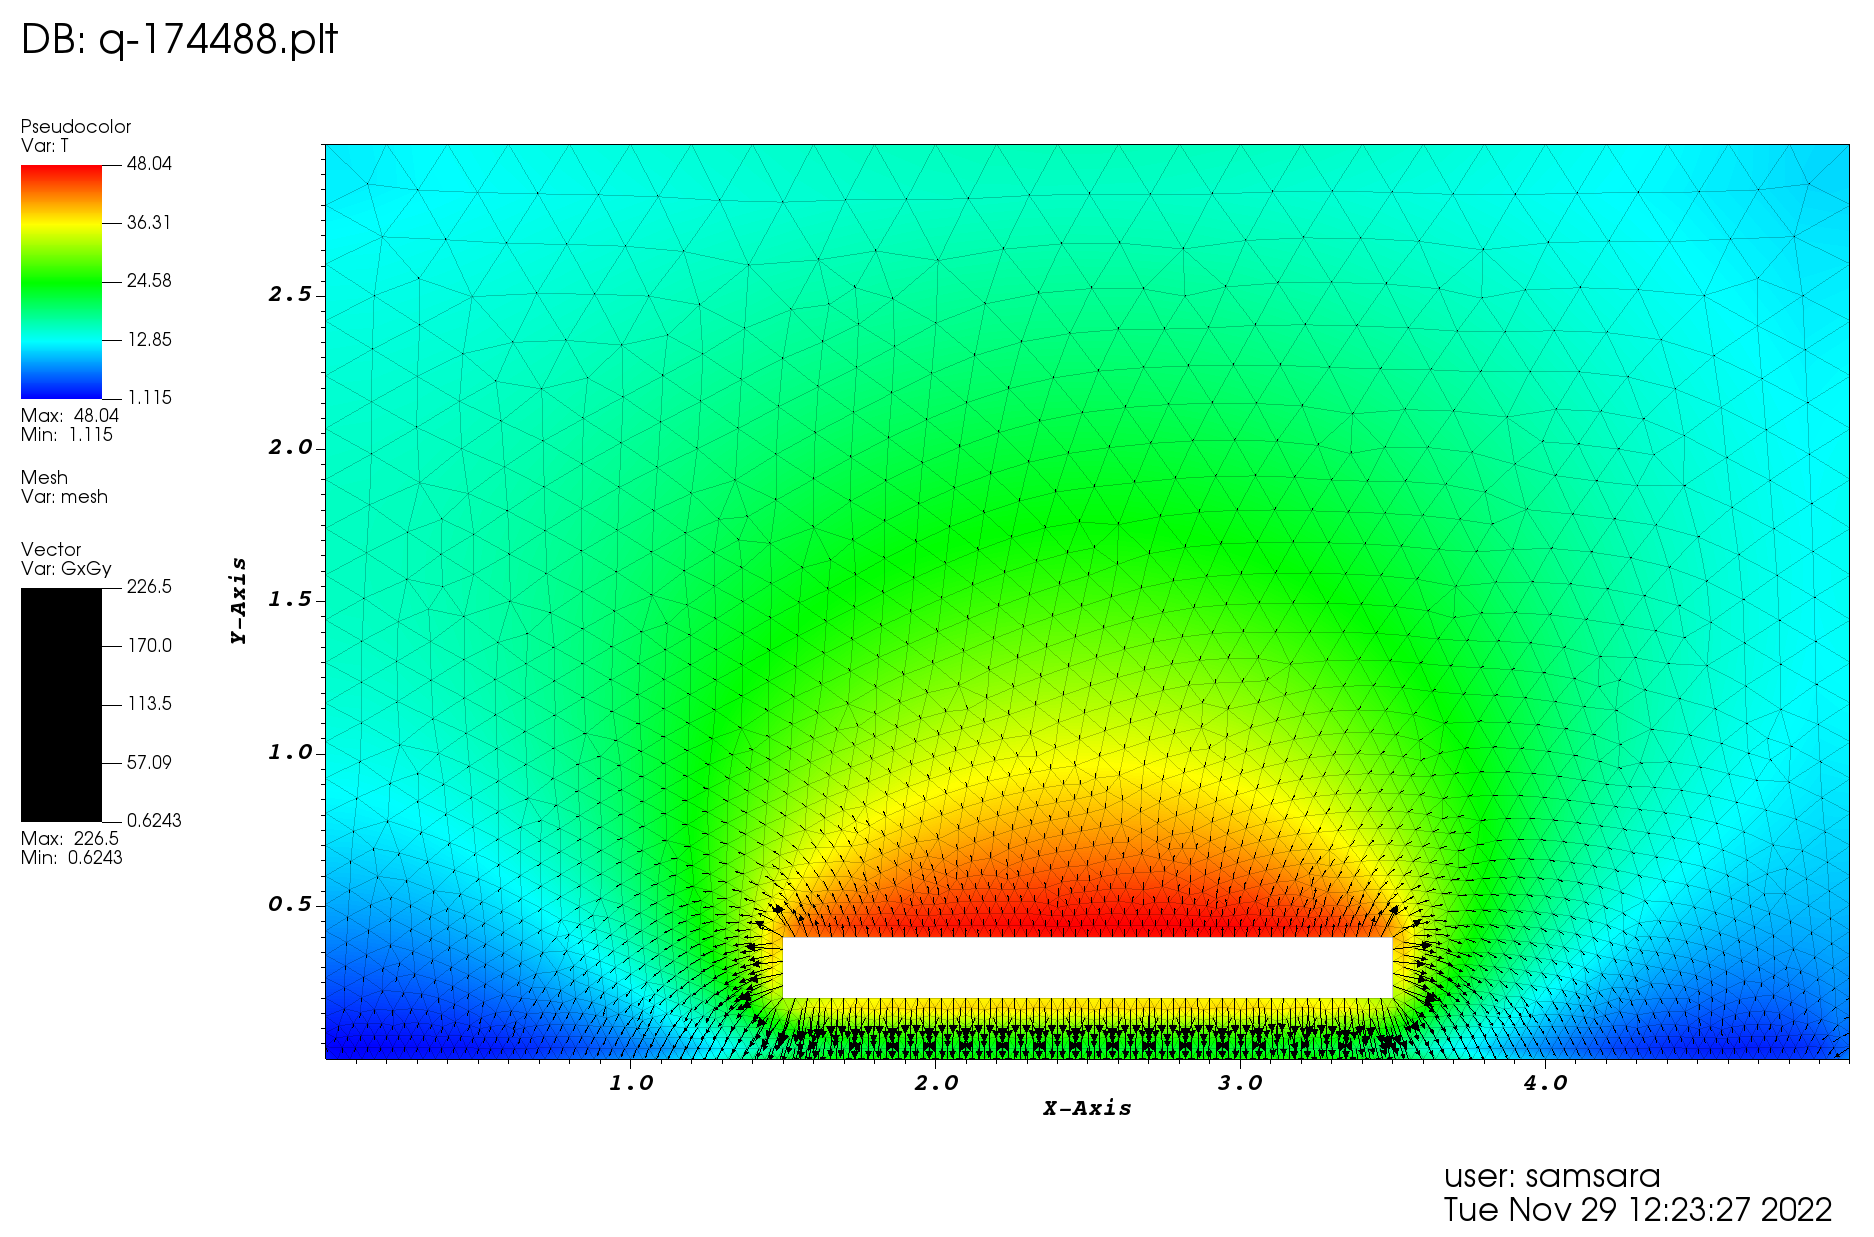 DB: q-174488.plt
Pseudocolor
Var: T
48.04
36.31
24.58
12.85
1.115
Max: 48.04
Min: 1.115
Mesh
Var: mesh
Vector
Var: GxGy
226.5
170.0
113.5
57.09
0.6243
Max: 226.5
Min: 0.6243
Y-Axis
2.5
2.0
1.5
1.0
0.5
1.0 2.0 3.0 4.0
X-Axis
user: samsara
Tue Nov 29 12:23:27 2022